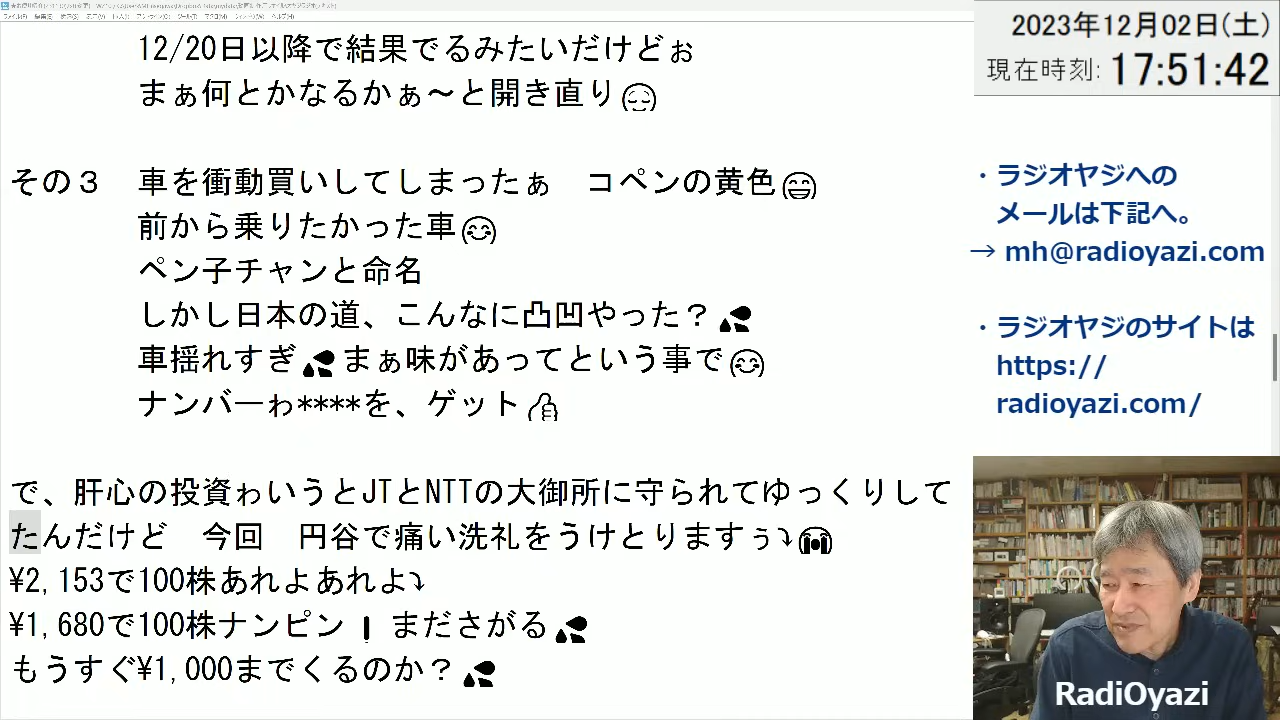 12/20日以降で結果でるみたいだけどぉ
まぁ何とかなるかぁ～と開き直り😌
その３　車を衝動買いしてしまったぁ　コペンの黄色😄
前から乗りたかった車😊
ペン子チャンと命名
しかし日本の道、こんなに凸凹やった？💦
車揺れすぎ💦まぁ味があってという事で😊
ナンバーゎ****を、ゲット👍
で、肝心の投資ゎいうとJTとNTTの大御所に守られてゆっくりして
たんだけど　今回　円谷で痛い洗礼をうけとりますぅ⤵😭
¥2,153で100株あれよあれよ⤵
¥1,680で100株ナンピン❗まださがる💦
もうすぐ¥1,000までくるのか？💦
2023年12月02日(土)
現在時刻: 17:51:42
・ラジオヤジへの
メールは下記へ。
→ mh@radioyazi.com
・ラジオヤジのサイトは
https://
radioyazi.com/
RadiOyazi